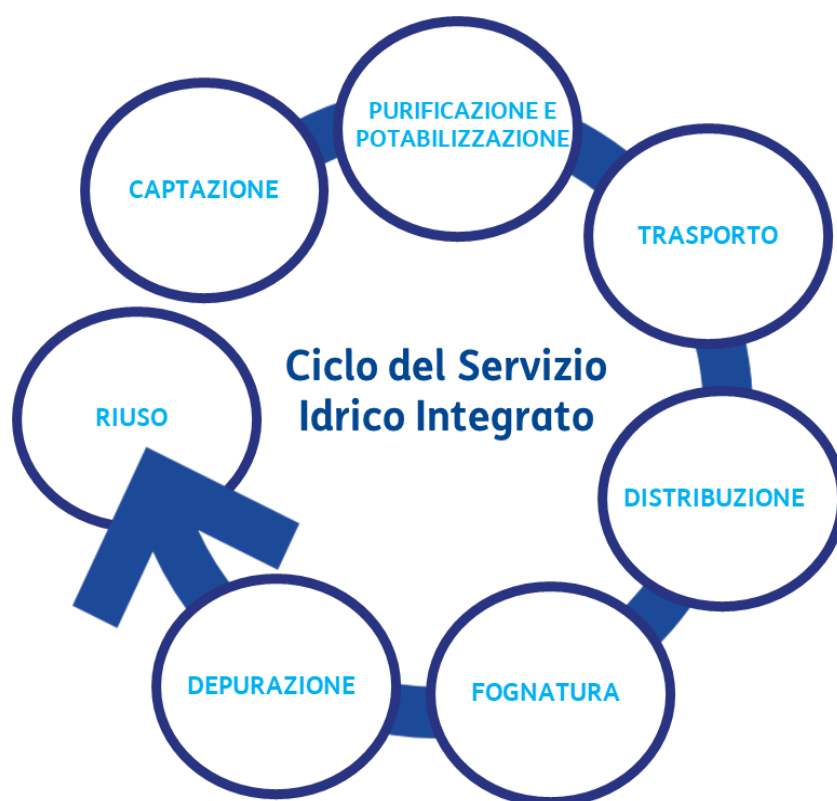 Ciclo del Servizio
Idrico Integrato
CAPTAZIONE
PURIFICAZIONE E
POTABILIZZAZIONE
TRASPORTO
DISTRIBUZIONE
FOGNATURA
DEPURAZIONE
RIUSO